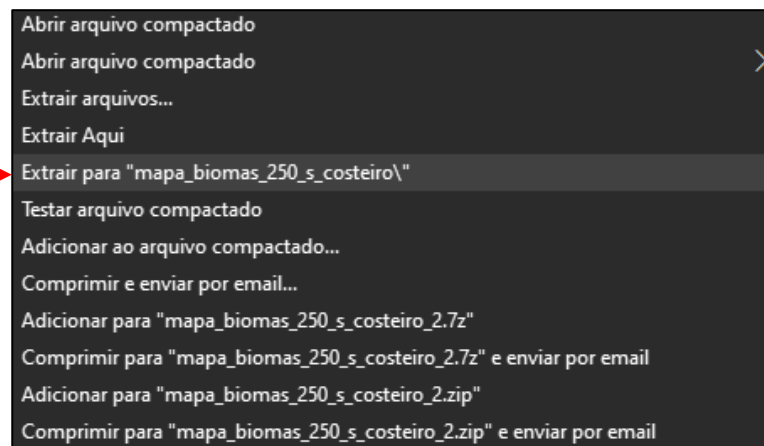 Abrir arquivo compactado
Abrir arquivo compactado
Extrair arquivos...
Extrair Aqui
Extrair para "mapa_biomas_250_s_costeiro\"
Testar arquivo compactado
Adicionar ao arquivo compactado...
Comprimir e enviar por email...
Adicionar para "mapa_biomas_250_s_costeiro_2.7z"
Comprimir para "mapa_biomas_250_s_costeiro_2.7z" e enviar por email
Adicionar para "mapa_biomas_250_s_costeiro_2.zip"
Comprimir para "mapa_biomas_250_s_costeiro_2.zip" e enviar por email